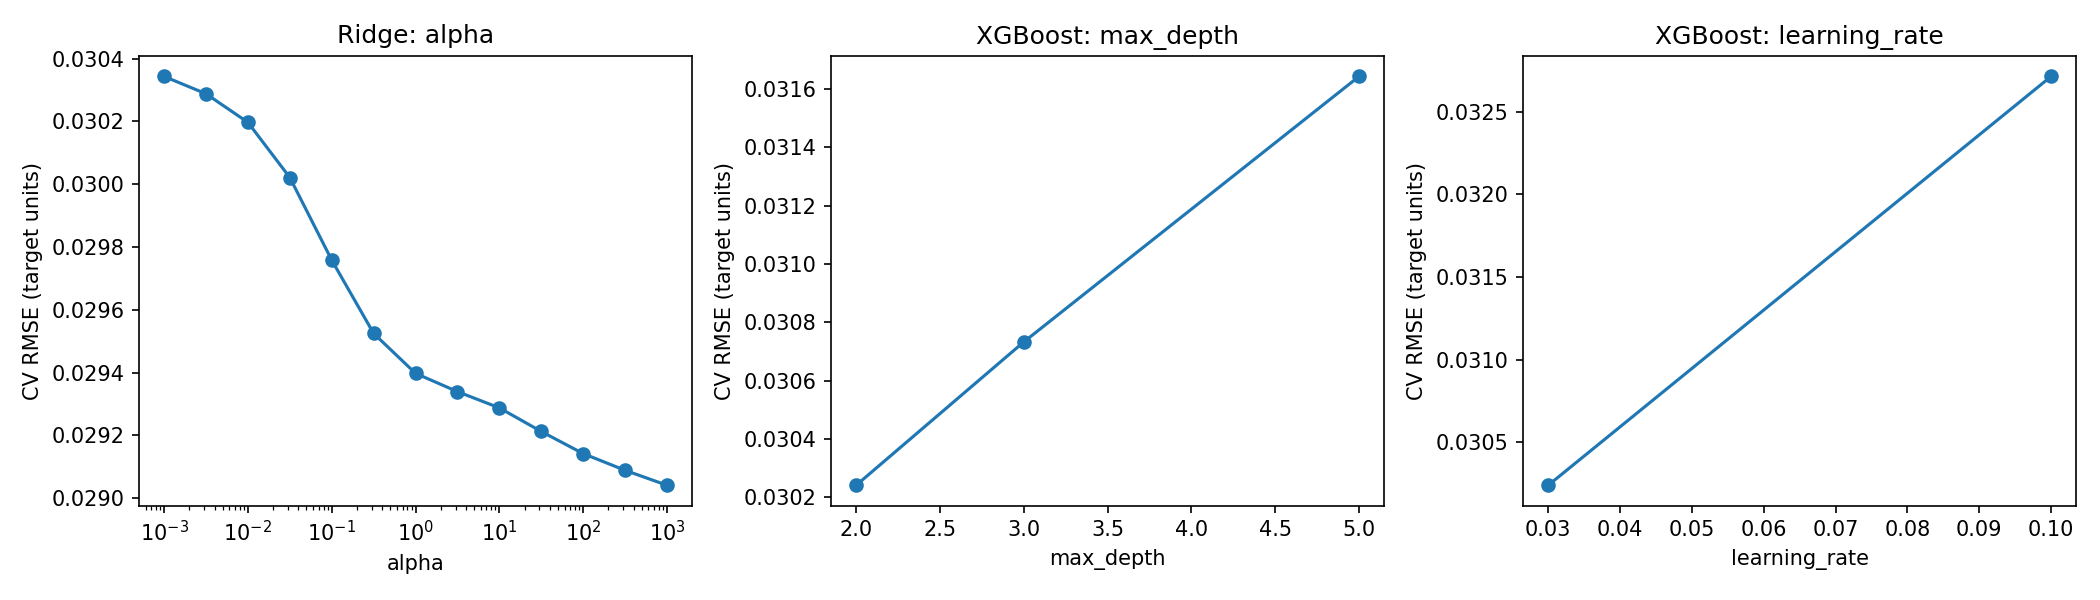 Ridge: alpha
CV RMSE (target units)
0.0304
0.0302
0.0300
0.0298
0.0296
0.0294
0.0292
0.0290
10⁻³ 10⁻² 10⁻¹ 10⁰ 10¹ 10² 10³
alpha
XGBoost: max_depth
CV RMSE (target units)
0.0316
0.0314
0.0312
0.0310
0.0308
0.0306
0.0304
0.0302
2.0 2.5 3.0 3.5 4.0 4.5 5.0
max_depth
XGBoost: learning_rate
CV RMSE (target units)
0.0325
0.0320
0.0315
0.0310
0.0305
0.03 0.04 0.05 0.06 0.07 0.08 0.09 0.10
learning_rate